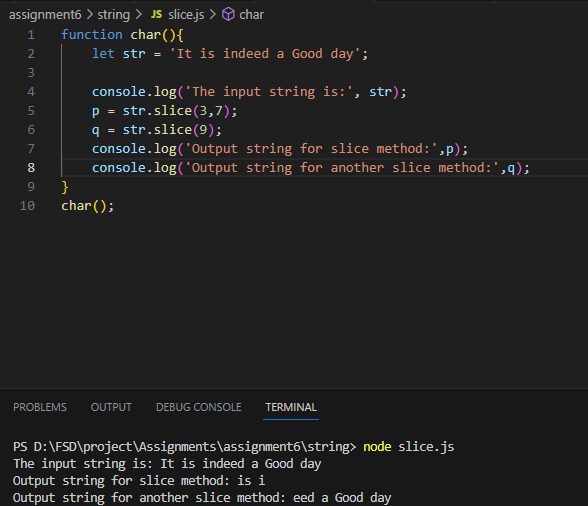 assignment6 > string > JS slice.js > char
1 function char(){
2 let str = 'It is indeed a Good day';
3
4 console.log('The input string is:', str);
5 p = str.slice(3,7);
6 q = str.slice(9);
7 console.log('Output string for slice method:',p);
8 console.log('Output string for another slice method:',q);
9 }
10 char();
PROBLEMS OUTPUT DEBUG CONSOLE TERMINAL
PS D:\FSD\project\Assignments\assignment6\string> node slice.js
The input string is: It is indeed a Good day
Output string for slice method: is i
Output string for another slice method: eed a Good day